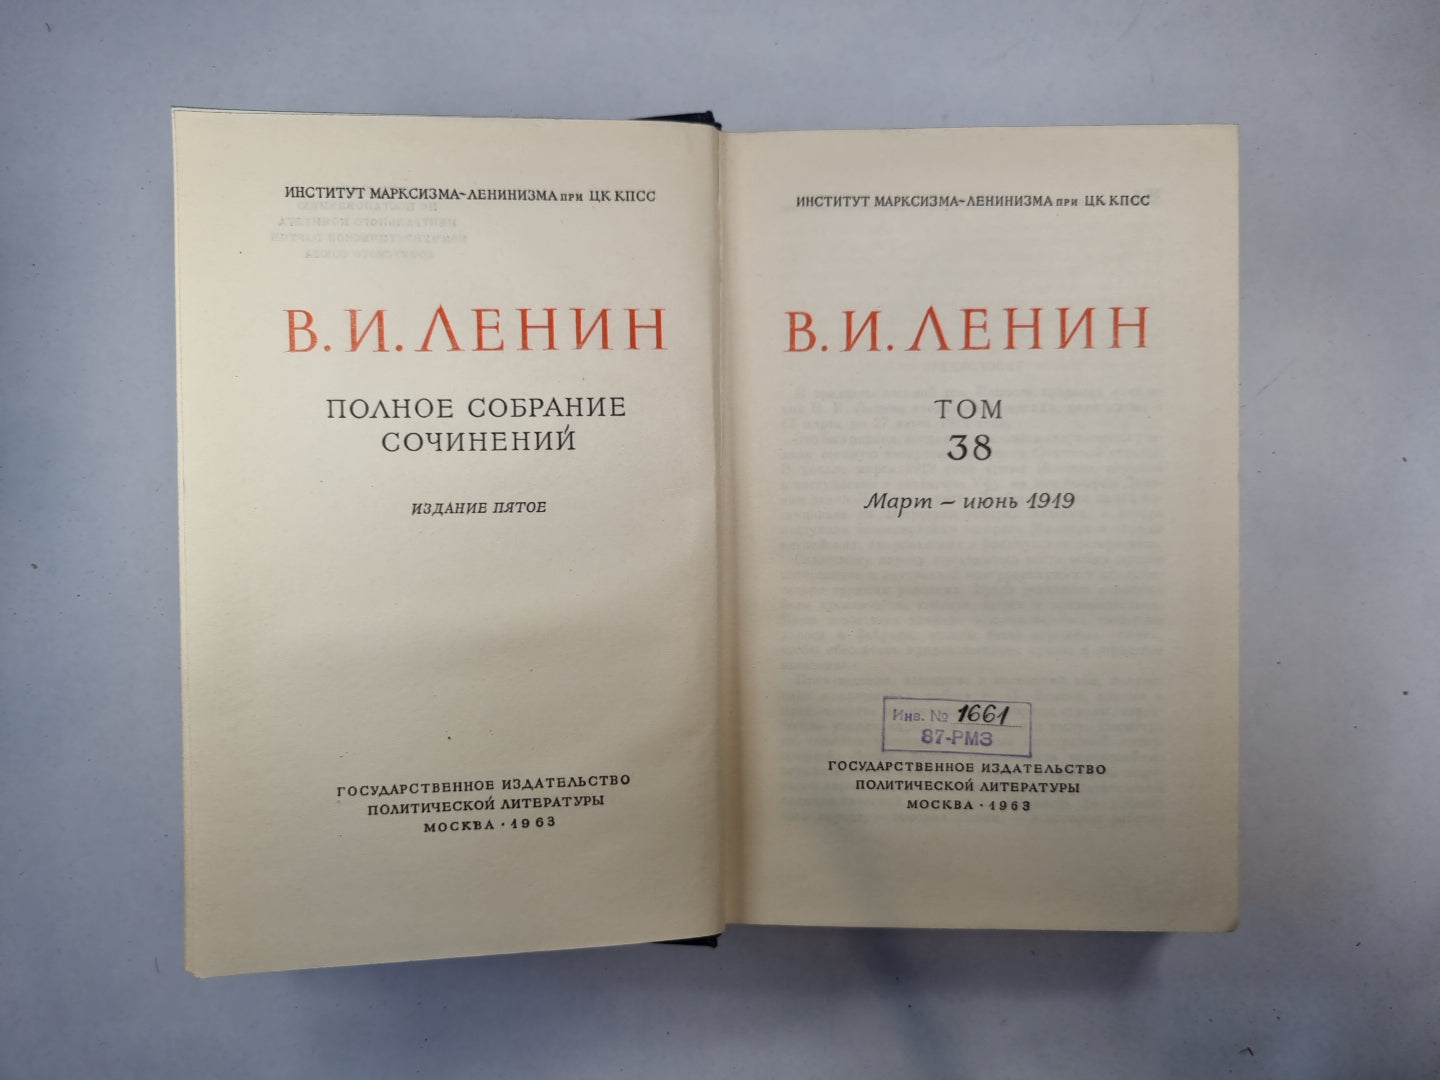 ИНСТИТУТ МАРКСИЗМА~ЛЕНИНИЗМА при ЦК КПСС
В. И. ЛЕНИН
ПОЛНОЕ СОБРАНИЕ
СОЧИНЕНИЙ
ИЗДАНИЕ ПЯТОЕ
ГОСУДАРСТВЕННОЕ ИЗДАТЕЛЬСТВО
ПОЛИТИЧЕСКОЙ ЛИТЕРАТУРЫ
МОСКВА · 1963
ИНСТИТУТ МАРКСИЗМА~ЛЕНИНИЗМА при ЦК КПСС
В. И. ЛЕНИН
ТОМ
38
Март ~ июнь 1919
Инв. № 1661
87-РМЗ
ГОСУДАРСТВЕННОЕ ИЗДАТЕЛЬСТВО
ПОЛИТИЧЕСКОЙ ЛИТЕРАТУРЫ
МОСКВА · 1963